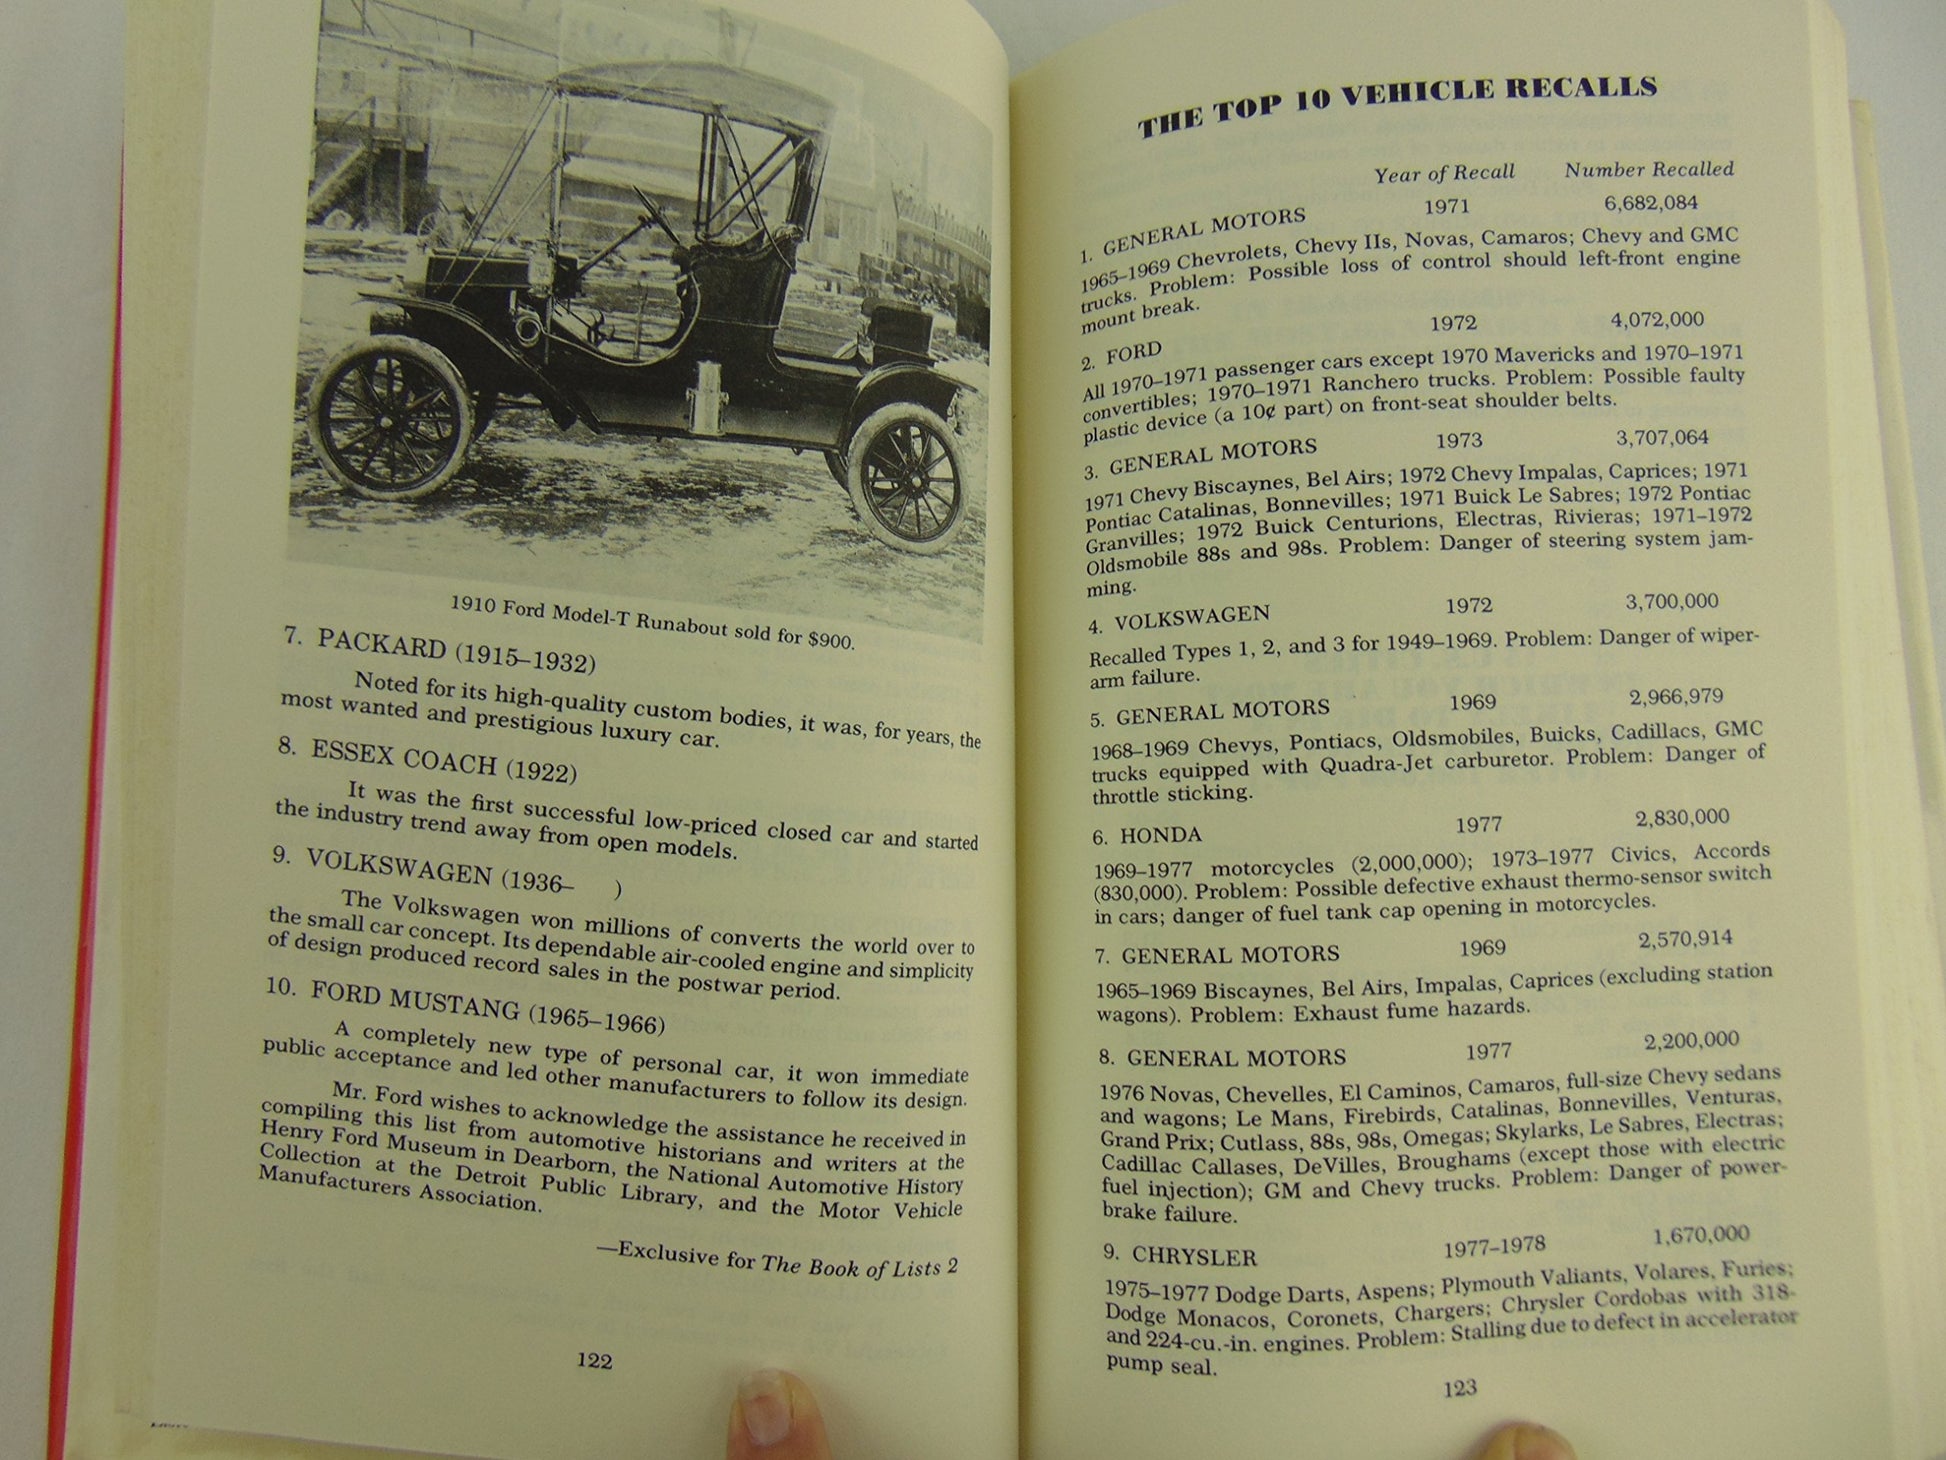 1910 Ford Model-T Runabout sold for $900.
7. PACKARD (1915–1932)
Noted for its high-quality custom bodies, it was, for years, the
most wanted and prestigious luxury car.
8. ESSEX COACH (1922)
It was the first successful low-priced closed car and started
the industry trend away from open models.
9. VOLKSWAGEN (1936– )
The Volkswagen won millions of converts the world over to
the small car concept. Its dependable air-cooled engine and simplicity
of design produced record sales in the postwar period.
10. FORD MUSTANG (1965–1966)
A completely new type of personal car, it won immediate
public acceptance and led other manufacturers to follow its design.
Mr. Ford wishes to acknowledge the assistance he received in
compiling this list from automotive historians and writers at the
Henry Ford Museum in Dearborn, the National Automotive History
Collection at the Detroit Public Library, and the Motor Vehicle
Manufacturers Association.
—Exclusive for The Book of Lists 2
122
THE TOP 10 VEHICLE RECALLS
Year of Recall Number Recalled
1. GENERAL MOTORS 1971 6,682,084
1965–1969 Chevrolets, Chevy IIs, Novas, Camaros; Chevy and GMC
trucks. Problem: Possible loss of control should left-front engine
mount break.
2. FORD 1972 4,072,000
All 1970–1971 passenger cars except 1970 Mavericks and 1970–1971
convertibles; 1970–1971 Ranchero trucks. Problem: Possible faulty
plastic device (a 10¢ part) on front-seat shoulder belts.
3. GENERAL MOTORS 1973 3,707,064
1971 Chevy Biscaynes, Bel Airs; 1972 Chevy Impalas, Caprices; 1971
Pontiac Catalinas, Bonnevilles; 1971 Buick Le Sabres; 1972 Pontiac
Granvilles; 1972 Buick Centurions, Electras, Rivieras; 1971–1972
Oldsmobile 88s and 98s. Problem: Danger of steering system jam-
ming.
4. VOLKSWAGEN 1972 3,700,000
Recalled Types 1, 2, and 3 for 1949–1969. Problem: Danger of wiper-
arm failure.
5. GENERAL MOTORS 1969 2,966,979
1968–1969 Chevys, Pontiacs, Oldsmobiles, Buicks, Cadillacs, GMC
trucks equipped with Quadra-Jet carburetor. Problem: Danger of
throttle sticking.
6. HONDA 1977 2,830,000
1969–1977 motorcycles (2,000,000); 1973–1977 Civics, Accords
(830,000). Problem: Possible defective exhaust thermo-sensor switch
in cars; danger of fuel tank cap opening in motorcycles.
7. GENERAL MOTORS 1969 2,570,914
1965–1969 Biscaynes, Bel Airs, Impalas, Caprices (excluding station
wagons). Problem: Exhaust fume hazards.
8. GENERAL MOTORS 1977 2,200,000
1976 Novas, Chevelles, El Caminos, Camaros, full-size Chevy sedans
and wagons; Le Mans, Firebirds, Catalinas, Bonnevilles, Venturas,
Grand Prix; Cutlass, 88s, 98s, Omegas; Skylarks, Le Sabres, Electras;
Cadillac Callases, DeVilles, Broughams (except those with electric
fuel injection); GM and Chevy trucks. Problem: Danger of power-
brake failure.
9. CHRYSLER 1977–1978 1,670,000
1975–1977 Dodge Darts, Aspens; Plymouth Valiants, Volares, Furies;
Dodge Monacos, Coronets, Chargers; Chrysler Cordobas with 318-
and 224-cu.-in. engines. Problem: Stalling due to defect in accelerator
pump seal.
123